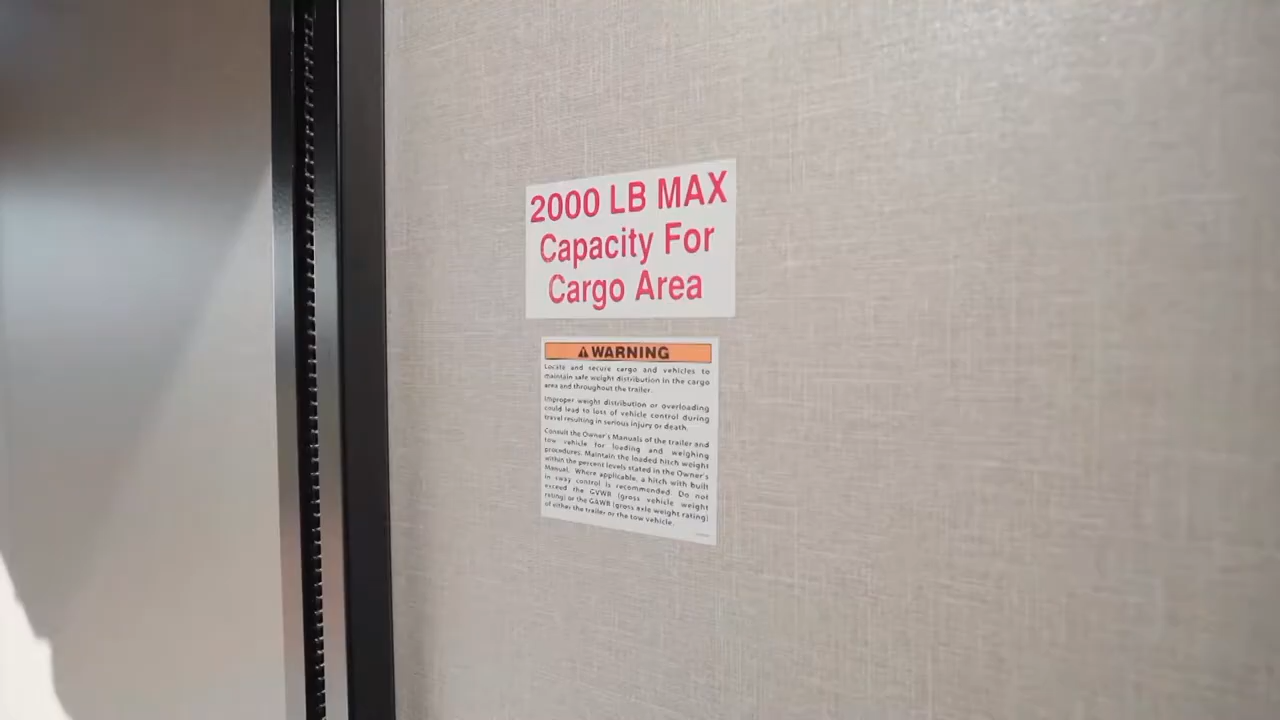 2000 LB MAX
Capacity For
Cargo Area
WARNING
Locate and secure cargo and vehicles to
maintain safe weight distribution in the cargo
area and throughout the trailer.
Improper weight distribution or overloading
could lead to loss of vehicle control during
travel resulting in serious injury or death.
Consult the Owner's Manuals of the trailer and
tow vehicle for loading and weighing
procedures. Maintain the loaded hitch weight
within the percent levels stated in the Owner's
Manual. Where applicable, a hitch with built
in sway control is recommended. Do not
exceed the GVWR (gross vehicle weight
rating) or the GAWR (gross axle weight rating)
of either the trailer or the tow vehicle.